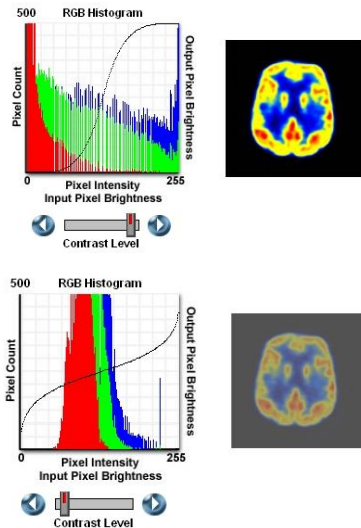 500 RGB Histogram
Pixel Count
Output Pixel Brightness
0 255
Pixel Intensity
Input Pixel Brightness
Contrast Level
500 RGB Histogram
Pixel Count
Output Pixel Brightness
0 255
Pixel Intensity
Input Pixel Brightness
Contrast Level